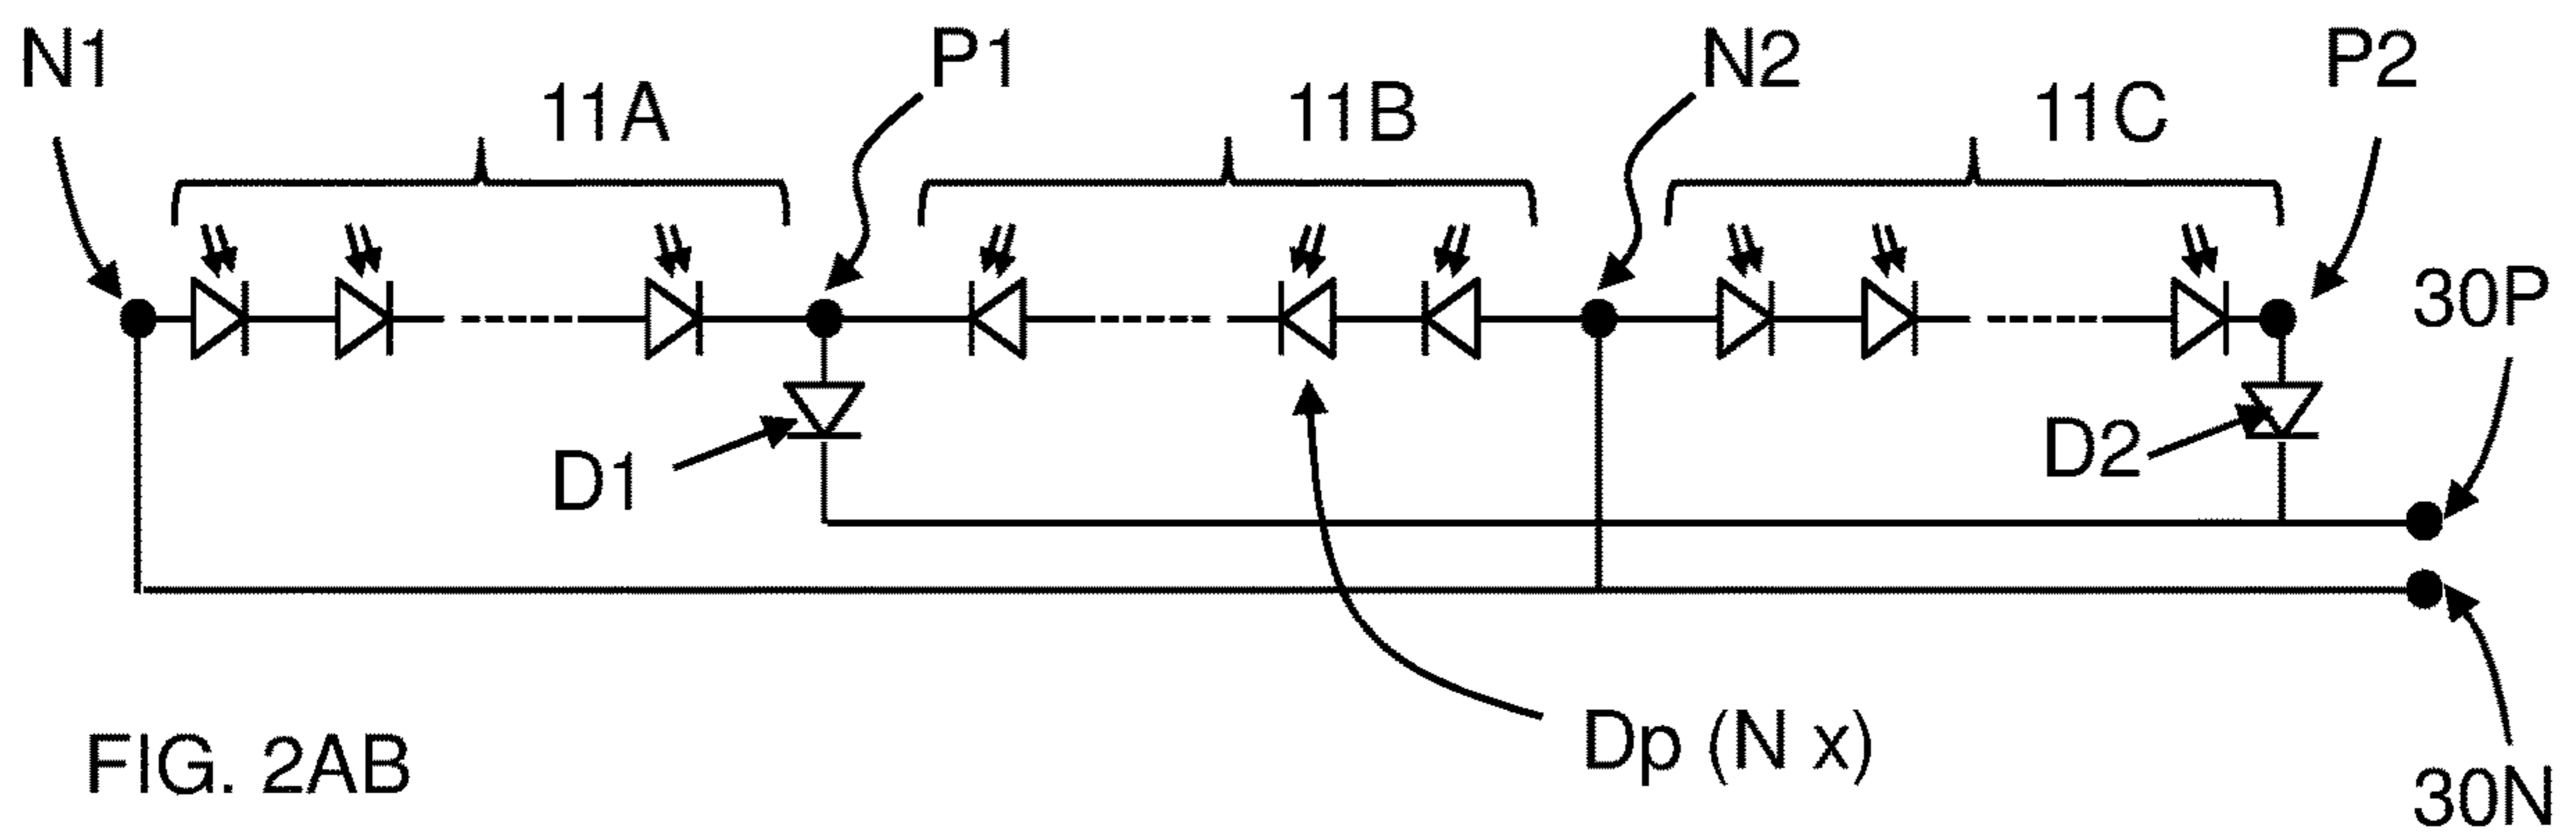 N1 P1 N2 P2
11A 11B 11C
30P
D1 D2
Dp (N x)
FIG. 2AB
30N